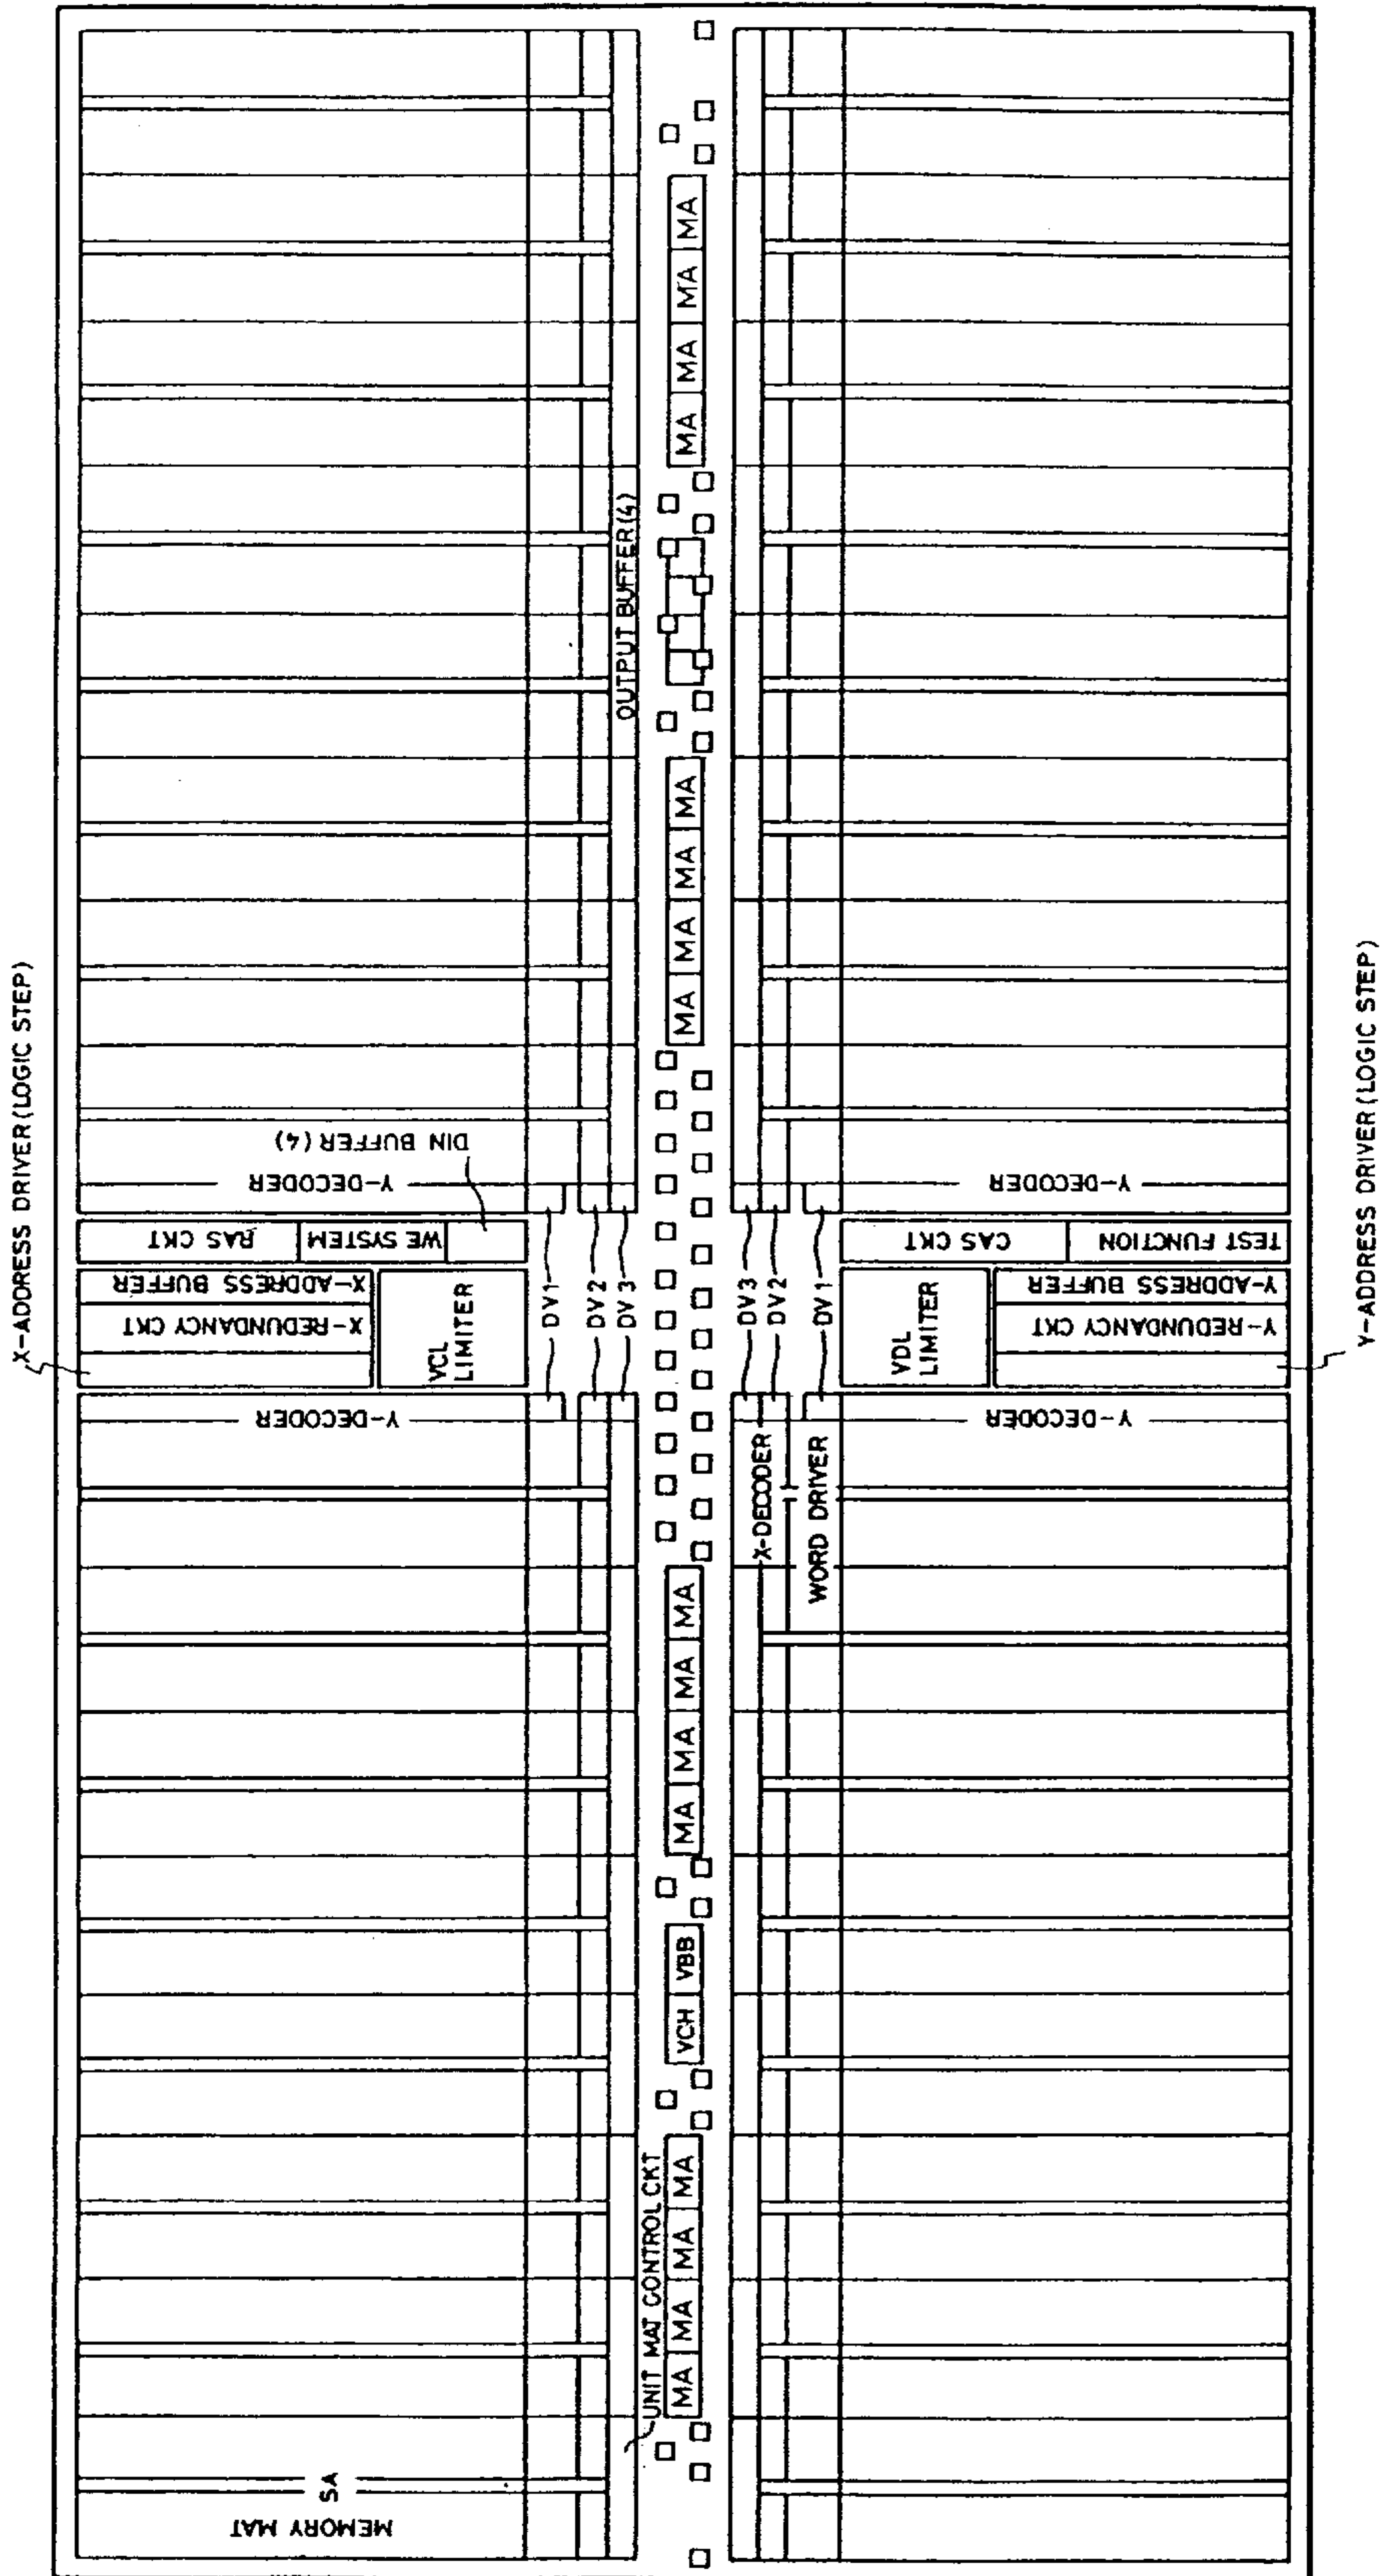 X-ADDRESS DRIVER (LOGIC STEP)
OUTPUT BUFFER (4)
MA
MA
MA
MA
MA
MA
MA
MA
DIN BUFFER (4)
Y-DECODER
Y-DECODER
RAS CKT
WE SYSTEM
CAS CKT
TEST FUNCTION
X-ADDRESS BUFFER
X-REDUNDANCY CKT
VCL
LIMITER
DV1
DV2
DV3
DV3
DV2
DV1
VDL
LIMITER
Y-ADDRESS BUFFER
Y-REDUNDANCY CKT
Y-ADDRESS DRIVER (LOGIC STEP)
Y-DECODER
X-DECODER
WORD DRIVER
Y-DECODER
MA
MA
MA
MA
VBB
VCH
UNIT MAT CONTROL CKT
MA
MA
MA
MA
SA
MEMORY MAT